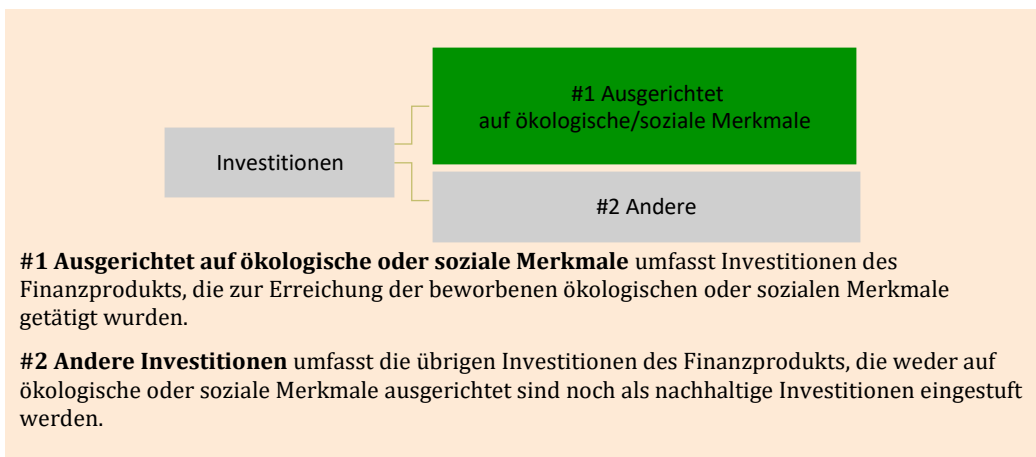 #1 Ausgerichtet
auf ökologische/soziale Merkmale
Investitionen
#2 Andere
#1 Ausgerichtet auf ökologische oder soziale Merkmale umfasst Investitionen des
Finanzprodukts, die zur Erreichung der beworbenen ökologischen oder sozialen Merkmale
getätigt wurden.
#2 Andere Investitionen umfasst die übrigen Investitionen des Finanzprodukts, die weder auf
ökologische oder soziale Merkmale ausgerichtet sind noch als nachhaltige Investitionen eingestuft
werden.